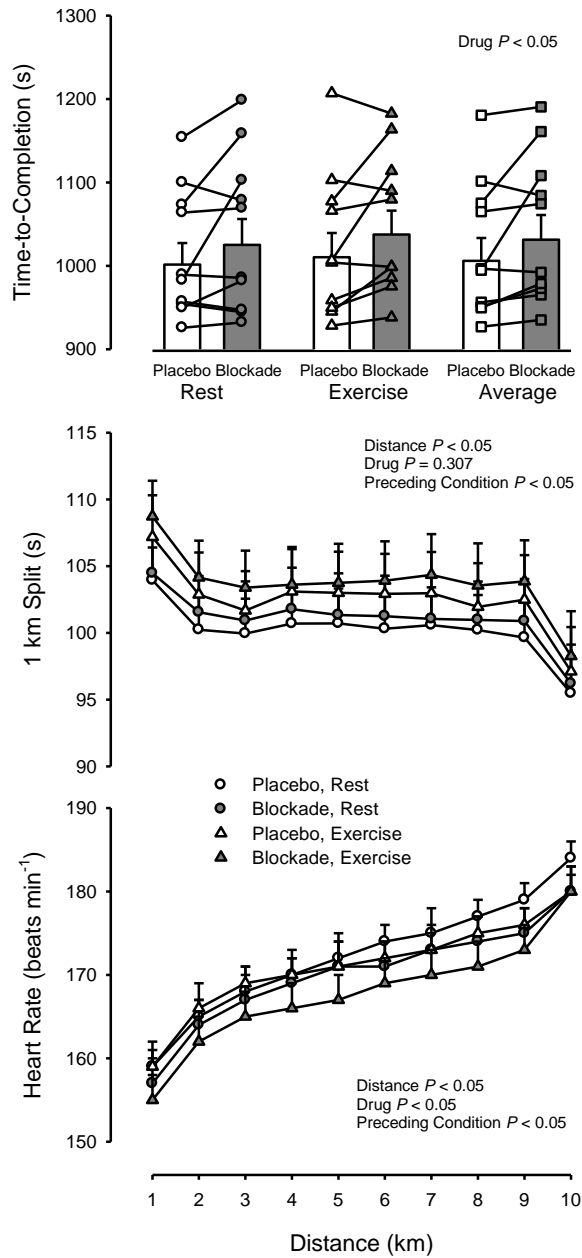 Time-to-Completion (s)
1300
1200
1100
1000
900
Drug P < 0.05
Placebo Blockade Placebo Blockade Placebo Blockade
Rest Exercise Average
1 km Split (s)
115
110
105
100
95
90
Distance P < 0.05
Drug P = 0.307
Preceding Condition P < 0.05
Placebo, Rest
Blockade, Rest
Placebo, Exercise
Blockade, Exercise
Heart Rate (beats min⁻¹)
190
180
170
160
150
Distance P < 0.05
Drug P < 0.05
Preceding Condition P < 0.05
1 2 3 4 5 6 7 8 9 10
Distance (km)